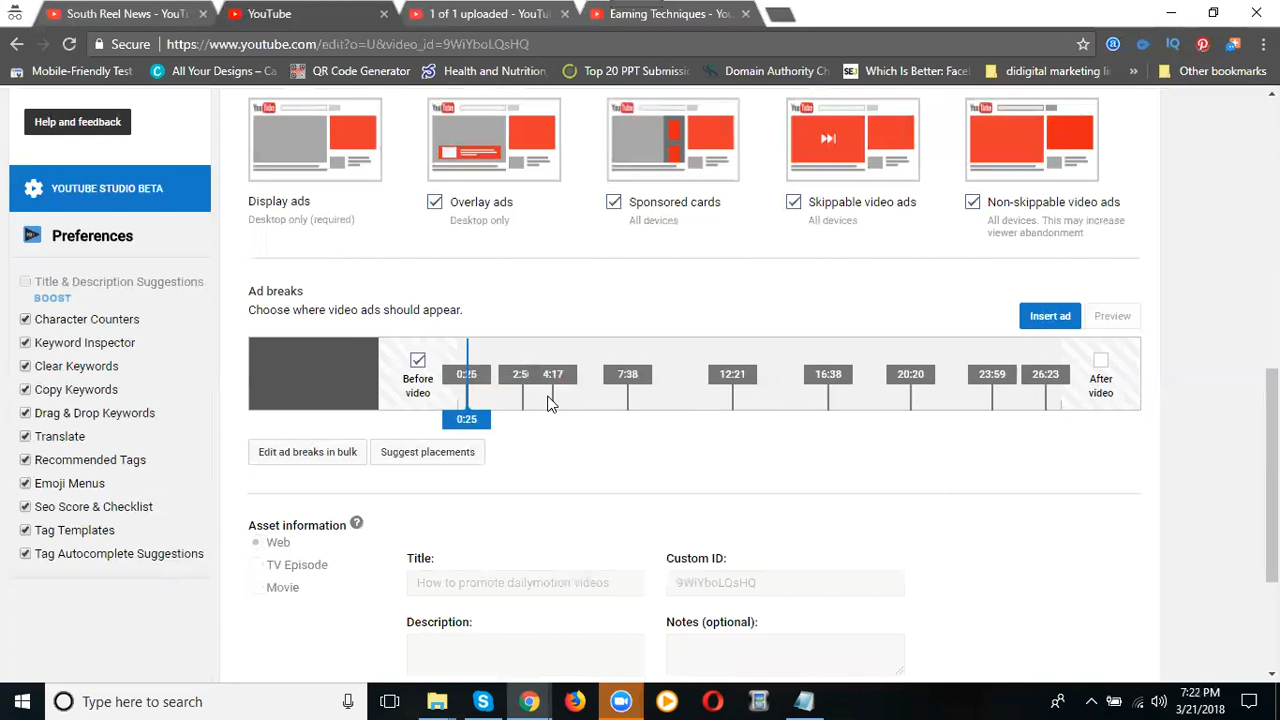 South Reel News - YouT
YouTube
1 of 1 uploaded - YouTu
Earning Techniques - Yo
Secure
https://www.youtube.com/edit?o=U&video_id=9WiYboLQsHQ
Mobile-Friendly Test
All Your Designs – Ca
QR Code Generator
Health and Nutrition
Top 20 PPT Submissi
Domain Authority Ch
Which Is Better: Face
didigital marketing li
Other bookmarks
Help and feedback
YOUTUBE STUDIO BETA
Preferences
Title & Description Suggestions
BOOST
Character Counters
Keyword Inspector
Clear Keywords
Copy Keywords
Drag & Drop Keywords
Translate
Recommended Tags
Emoji Menus
Seo Score & Checklist
Tag Templates
Tag Autocomplete Suggestions
Display ads
Desktop only (required)
Overlay ads
Desktop only
Sponsored cards
All devices
Skippable video ads
All devices
Non-skippable video ads
All devices. This may increase
viewer abandonment
Ad breaks
Choose where video ads should appear.
Insert ad
Preview
Before
video
0:25
4:17
7:38
12:21
16:38
20:20
23:59
26:23
After
video
0:25
Edit ad breaks in bulk
Suggest placements
Asset information
Web
TV Episode
Movie
Title:
How to promote dailymotion videos
Custom ID:
9WiYboLQsHQ
Description:
Notes (optional):
Type here to search
7:22 PM
3/21/2018